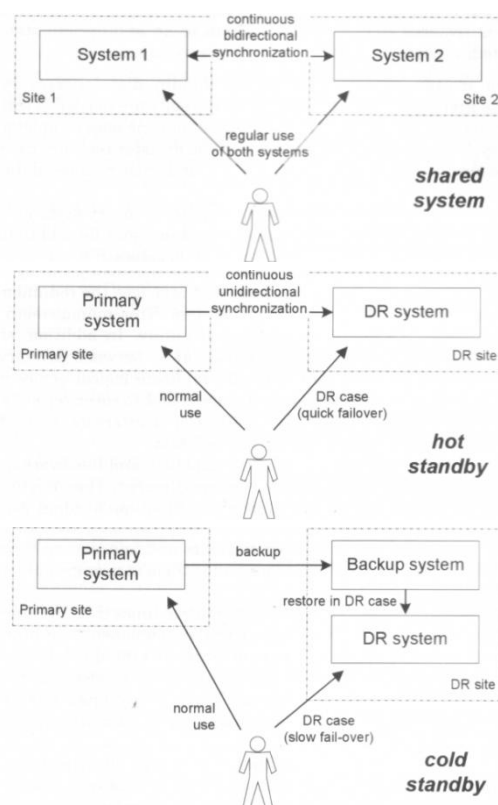 continuous
bidirectional
synchronization
System 1
System 2
Site 1
Site 2
regular use
of both systems
shared
system
continuous
unidirectional
synchronization
Primary
system
DR system
Primary site
DR site
normal
use
DR case
(quick failover)
hot
standby
Primary
system
backup
Backup system
Primary site
restore in DR case
DR system
DR site
normal
use
DR case
(slow fail-over)
cold
standby